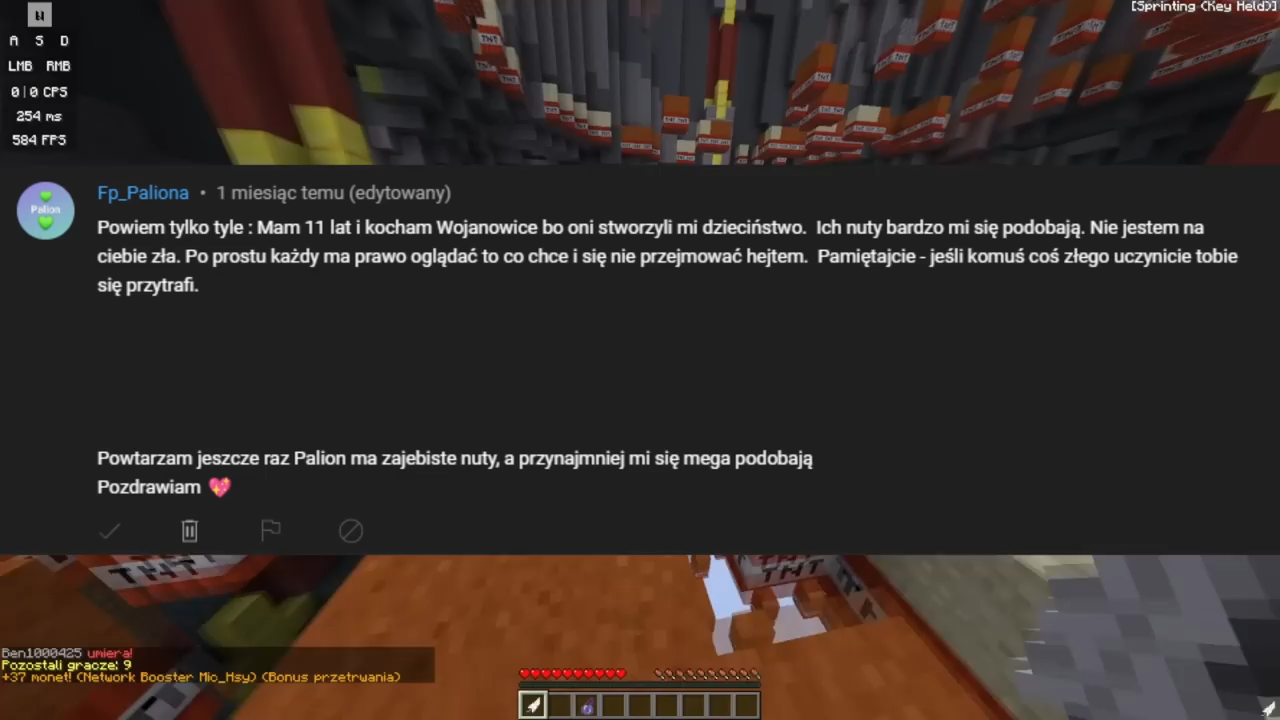 [Sprinting (Key Held)]
A S D
LMB RMB
0|0 CPS
254 ms
584 FPS
Palion
Fp_Paliona • 1 miesiąc temu (edytowany)
Powiem tylko tyle : Mam 11 lat i kocham Wojanowice bo oni stworzyli mi dzieciństwo.  Ich nuty bardzo mi się podobają. Nie jestem na
ciebie zła. Po prostu każdy ma prawo oglądać to co chce i się nie przejmować hejtem.  Pamiętajcie - jeśli komuś coś złego uczynicie tobie
się przytrafi.
Powtarzam jeszcze raz Palion ma zajebiste nuty, a przynajmniej mi się mega podobają
Pozdrawiam 💖
TNT
TNT
Ben1000425 umiera!
Pozostali gracze: 9
+37 monet! (Network Booster Mio_Hsy) (Bonus przetrwania)